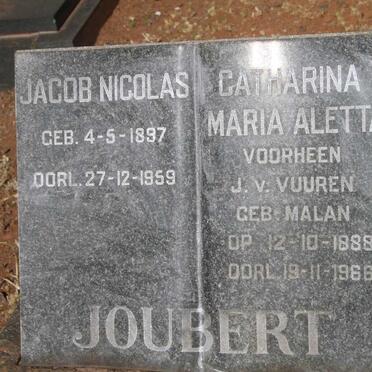 JACOB NICOLAS
GEB. 4-5-1897
OORL. 27-12-1959
CATHARINA
MARIA ALETTA
VOORHEEN
J. V. VUUREN
GEB. MALAN
OP. 12-10-1888
OORL. 19-11-1966
JOUBERT